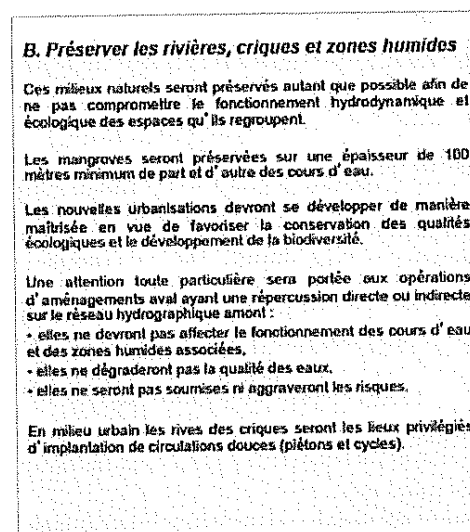 B. Préserver les rivières, criques et zones humides
Ces milieux naturels seront préservés autant que possible afin de
ne pas compromettre le fonctionnement hydrodynamique et
écologique des espaces qu'ils regroupent.
Les mangroves seront préservées sur une épaisseur de 100
mètres minimum de part et d'autre des cours d'eau.
Les nouvelles urbanisations devront se développer de manière
maîtrisée en vue de favoriser la conservation des qualités
écologiques et le développement de la biodiversité.
Une attention toute particulière sera portée aux opérations
d'aménagements aval ayant une répercussion directe ou indirecte
sur le réseau hydrographique amont :
• elles ne devront pas affecter le fonctionnement des cours d'eau
et des zones humides associées,
• elles ne dégraderont pas la qualité des eaux,
• elles ne seront pas soumises ni aggraveront les risques.
En milieu urbain les rives des criques seront les lieux privilégiés
d'implantation de circulations douces (piétons et cycles).